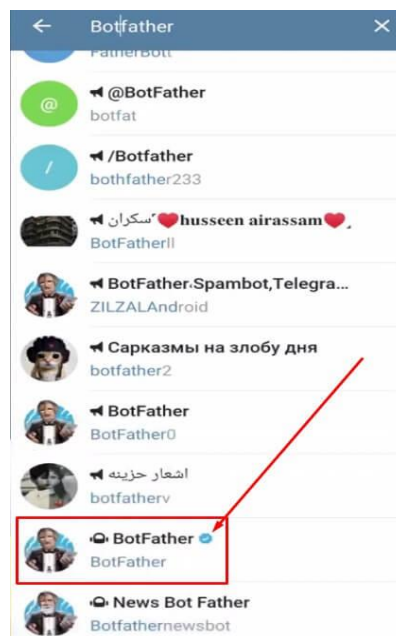 Botfather
FatherBott
@
@BotFather
botfat
/
/Botfather
bothfather233
سكران ❤️husseen airassam❤️
BotFatherll
BotFather،Spambot,Telegra...
ZILZALAndroid
Сарказмы на злобу дня
botfather2
BotFather
BotFather0
اشعار حزينه
botfatherv
BotFather
BotFather
News Bot Father
Botfathernewsbot